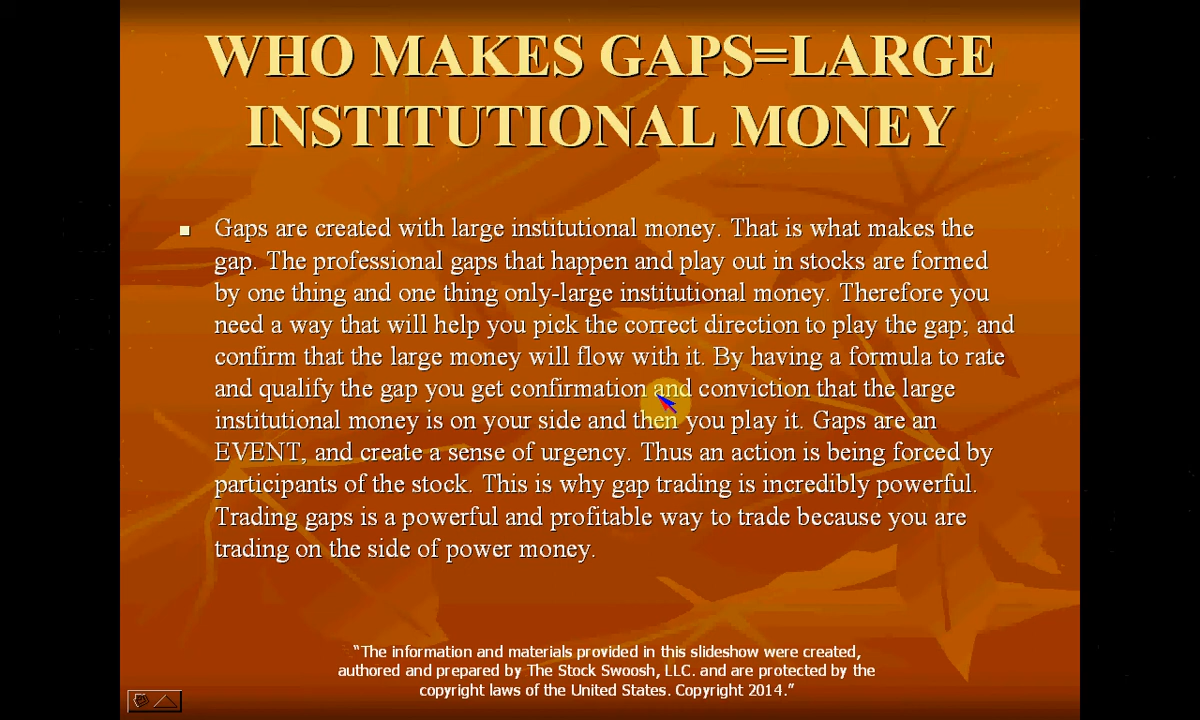 WHO MAKES GAPS=LARGE
INSTITUTIONAL MONEY
Gaps are created with large institutional money. That is what makes the
gap. The professional gaps that happen and play out in stocks are formed
by one thing and one thing only-large institutional money. Therefore you
need a way that will help you pick the correct direction to play the gap; and
confirm that the large money will flow with it. By having a formula to rate
and qualify the gap you get confirmation and conviction that the large
institutional money is on your side and then you play it. Gaps are an
EVENT, and create a sense of urgency. Thus an action is being forced by
participants of the stock. This is why gap trading is incredibly powerful.
Trading gaps is a powerful and profitable way to trade because you are
trading on the side of power money.
“The information and materials provided in this slideshow were created,
authored and prepared by The Stock Swoosh, LLC. and are protected by the
copyright laws of the United States. Copyright 2014.”